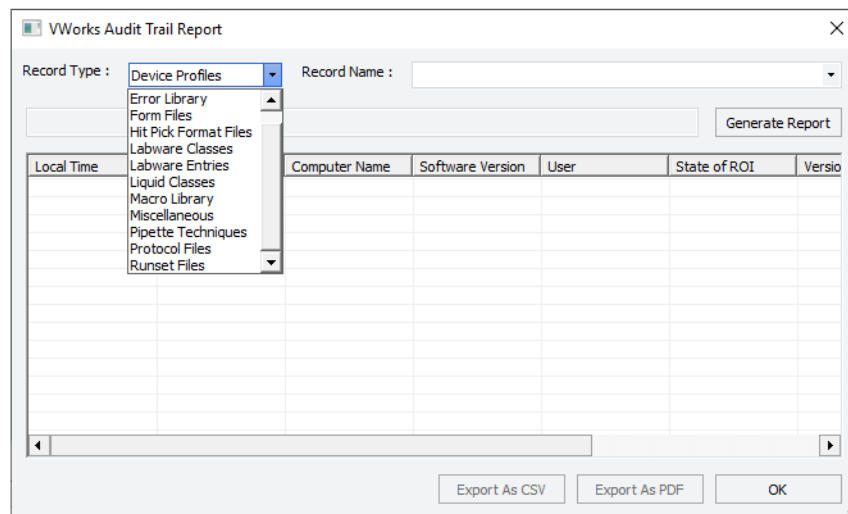 VWorks Audit Trail Report
Record Type : Device Profiles Record Name :
Error Library
Form Files
Hit Pick Format Files
Labware Classes
Labware Entries
Liquid Classes
Macro Library
Miscellaneous
Pipette Techniques
Protocol Files
Runset Files
Generate Report
Local Time Computer Name Software Version User State of ROI Versio
Export As CSV Export As PDF OK